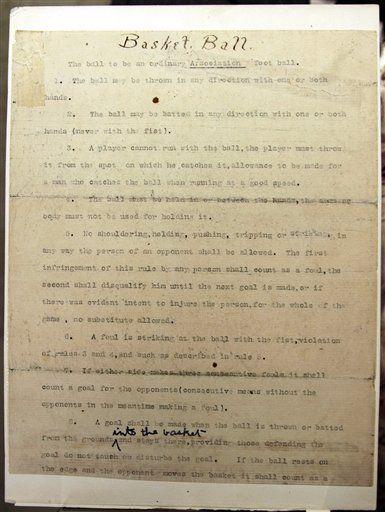 Basket Ball.
The ball to be an ordinary Association foot ball.
1. The ball may be thrown in any direction with one or both
hands.
2. The ball may be batted in any direction with one or both
hands (never with the fist).
3. A player cannot run with the ball, the player must throw
it from the spot on which he catches it, allowance to be made for
a man who catches the ball when running at a good speed.
4. The ball must be held in or between the hands, the arms or
body must not be used for holding it.
5. No shouldering, holding, pushing, tripping or striking, in
any way the person of an opponent shall be allowed. The first
infringement of this rule by any person shall count as a foul, the
second shall disqualify him until the next goal is made, or if
there was evident intent to injure the person, for the whole of the
game, no substitute allowed.
6. A foul is striking at the ball with the fist, violation
of rules 3 and 4, and such as described in rule 5.
7. If either side makes three consecutive fouls, it shall
count a goal for the opponents (consecutive means without the
opponents in the meantime making a foul).
8. A goal shall be made when the ball is thrown or batted
into the basket
from the grounds and stays there, providing those defending the
goal do not touch or disturb the goal. If the ball rests on
the edge and the opponent moves the basket it shall count as a